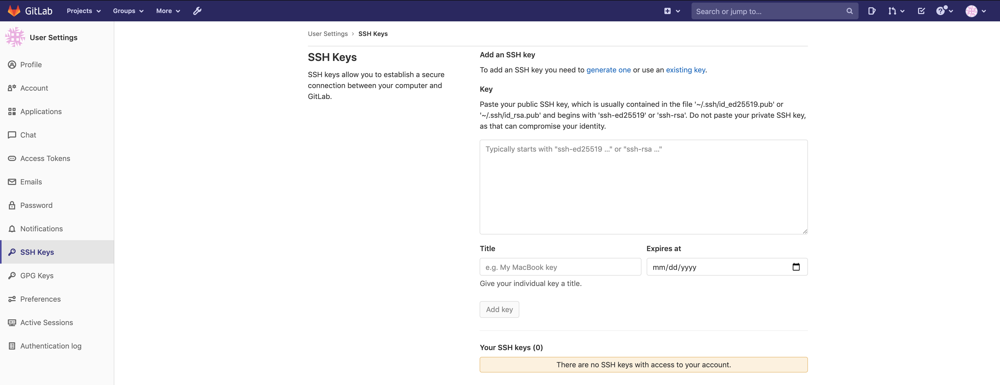 GitLab
Projects
Groups
More
Search or jump to...
User Settings
Profile
Account
Applications
Chat
Access Tokens
Emails
Password
Notifications
SSH Keys
GPG Keys
Preferences
Active Sessions
Authentication log
User Settings > SSH Keys
SSH Keys
SSH keys allow you to establish a secure
connection between your computer and
GitLab.
Add an SSH key
To add an SSH key you need to generate one or use an existing key.
Key
Paste your public SSH key, which is usually contained in the file '~/.ssh/id_ed25519.pub' or
'~/.ssh/id_rsa.pub' and begins with 'ssh-ed25519' or 'ssh-rsa'. Do not paste your private SSH key,
as that can compromise your identity.
Typically starts with "ssh-ed25519 ..." or "ssh-rsa ..."
Title
Expires at
e.g. My MacBook key
mm/dd/yyyy
Give your individual key a title.
Add key
Your SSH keys (0)
There are no SSH keys with access to your account.